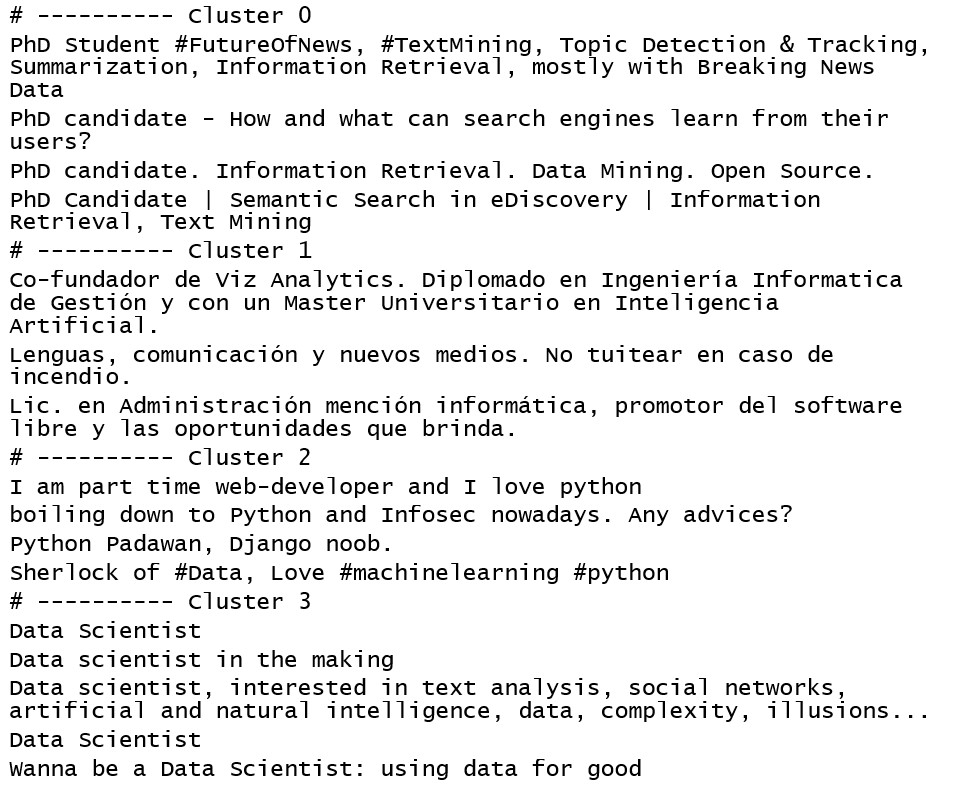 # ---------- Cluster 0
PhD Student #FutureOfNews, #TextMining, Topic Detection & Tracking,
Summarization, Information Retrieval, mostly with Breaking News
Data
PhD candidate - How and what can search engines learn from their
users?
PhD candidate. Information Retrieval. Data Mining. Open Source.
PhD Candidate | Semantic Search in eDiscovery | Information
Retrieval, Text Mining
# ---------- Cluster 1
Co-fundador de Viz Analytics. Diplomado en Ingeniería Informatica
de Gestión y con un Master Universitario en Inteligencia
Artificial.
Lenguas, comunicación y nuevos medios. No tuitear en caso de
incendio.
Lic. en Administración mención informática, promotor del software
libre y las oportunidades que brinda.
# ---------- Cluster 2
I am part time web-developer and I love python
boiling down to Python and Infosec nowadays. Any advices?
Python Padawan, Django noob.
Sherlock of #Data, Love #machinelearning #python
# ---------- Cluster 3
Data Scientist
Data scientist in the making
Data scientist, interested in text analysis, social networks,
artificial and natural intelligence, data, complexity, illusions...
Data Scientist
Wanna be a Data Scientist: using data for good